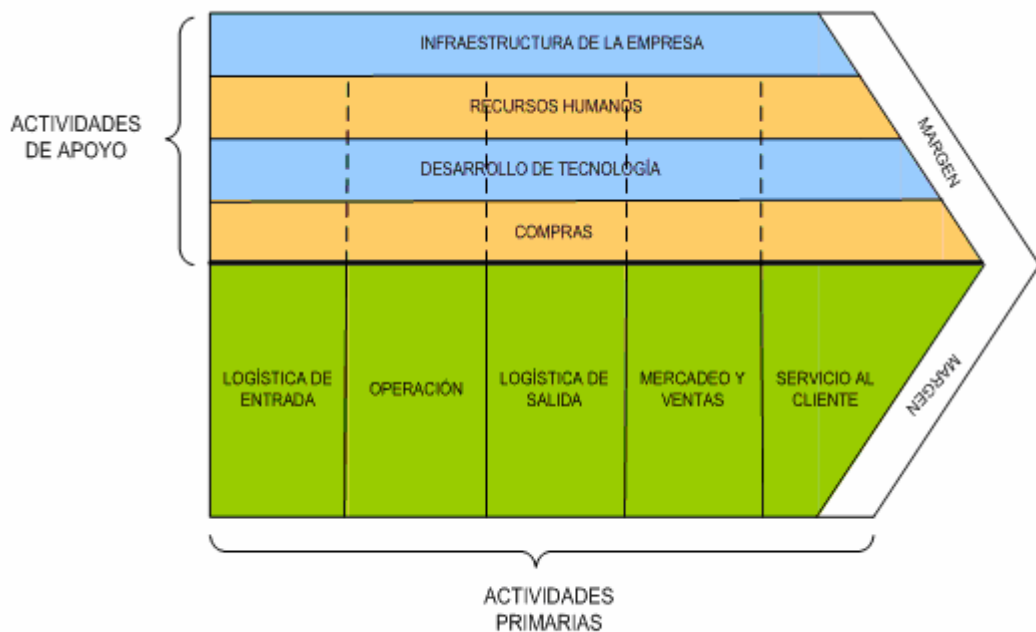 INFRAESTRUCTURA DE LA EMPRESA
RECURSOS HUMANOS
DESARROLLO DE TECNOLOGÍA
COMPRAS
ACTIVIDADES
DE APOYO
MARGEN
LOGÍSTICA DE
ENTRADA
OPERACIÓN
LOGÍSTICA DE
SALIDA
MERCADEO Y
VENTAS
SERVICIO AL
CLIENTE
MARGEN
ACTIVIDADES
PRIMARIAS